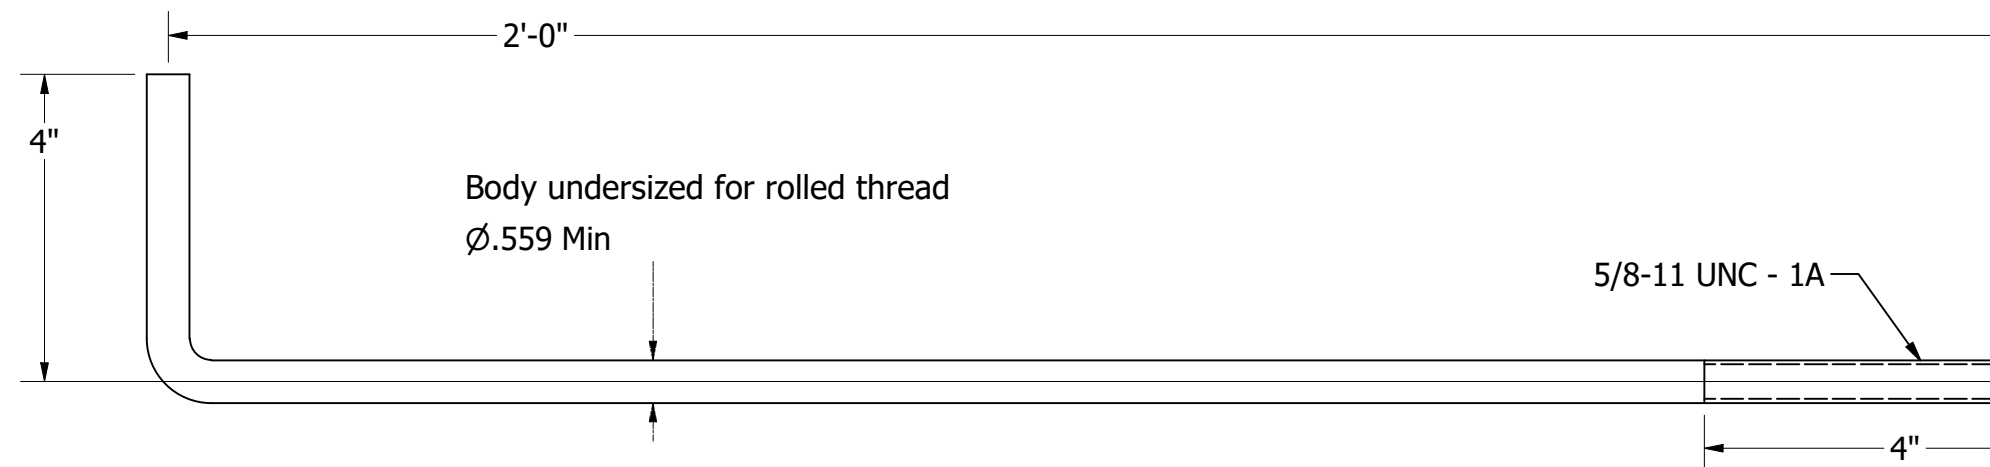 2'-0"
4"
Body undersized for rolled thread
Ø.559 Min
5/8-11 UNC - 1A
4"